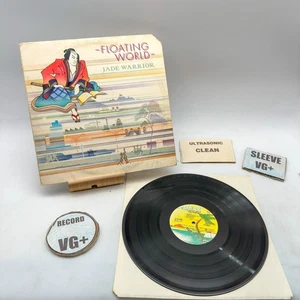 -FLOATING
WORLD-
JADE WARRIOR
ULTRASONIC
CLEAN
SLEEVE
VG+
RECORD
VG+